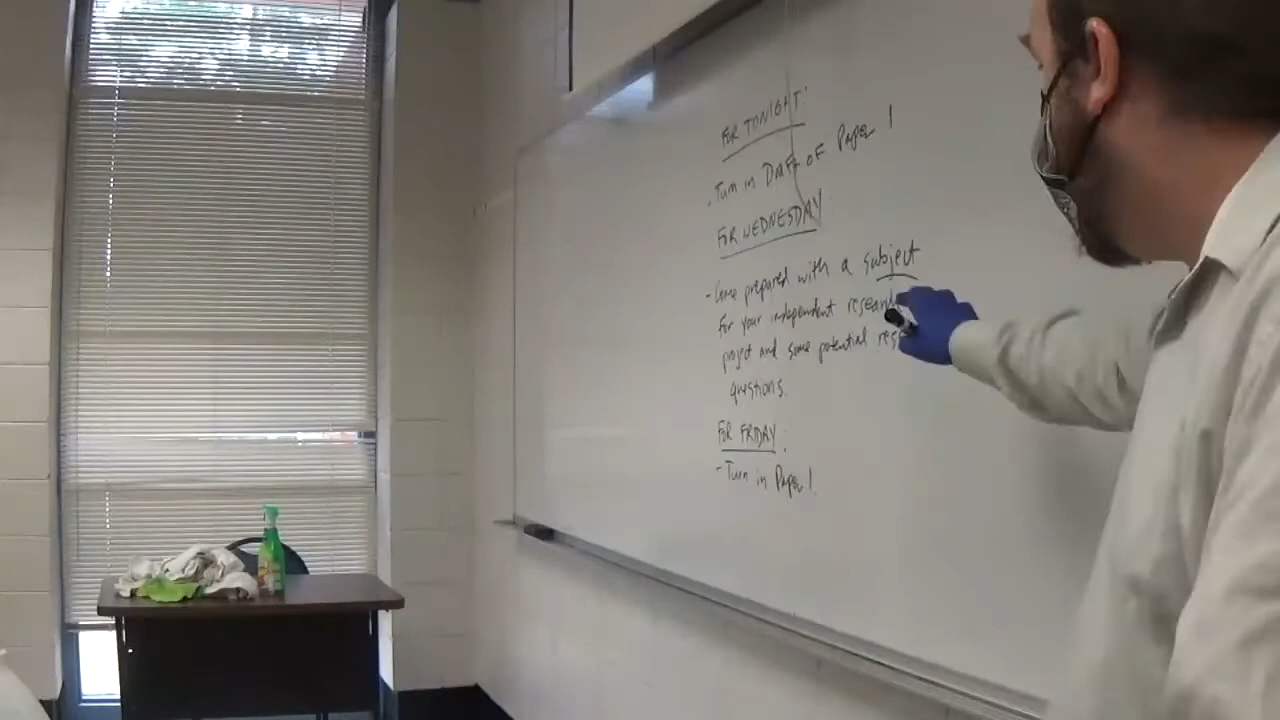 FOR TONIGHT:
. Turn in Draft of Paper 1
FOR WEDNESDAY
- Come prepared with a subject
for your independent research
project and some potential
questions.
FOR FRIDAY:
- Turn in Paper 1.